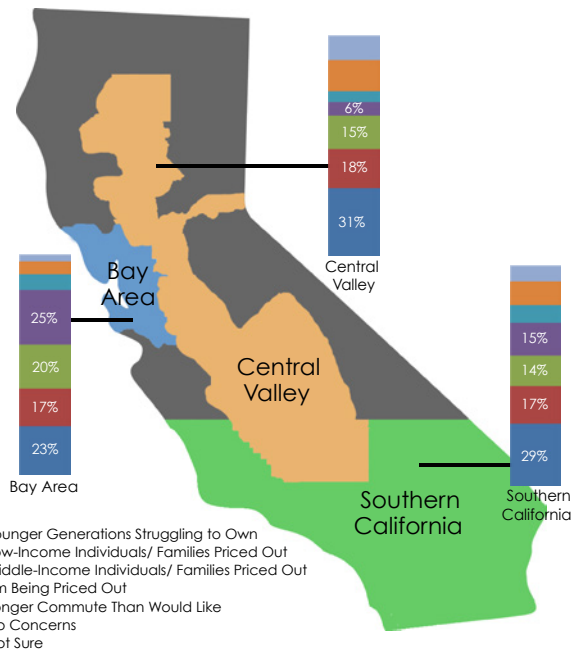 6%
15%
18%
31%
Central
Valley
Bay
Area
25%
20%
17%
23%
Bay Area
Central
Valley
15%
14%
17%
29%
Southern
California
Southern
California
ounger Generations Struggling to Own
ow-Income Individuals/ Families Priced Out
iddle-Income Individuals/ Families Priced Out
m Being Priced Out
onger Commute Than Would Like
o Concerns
ot Sure